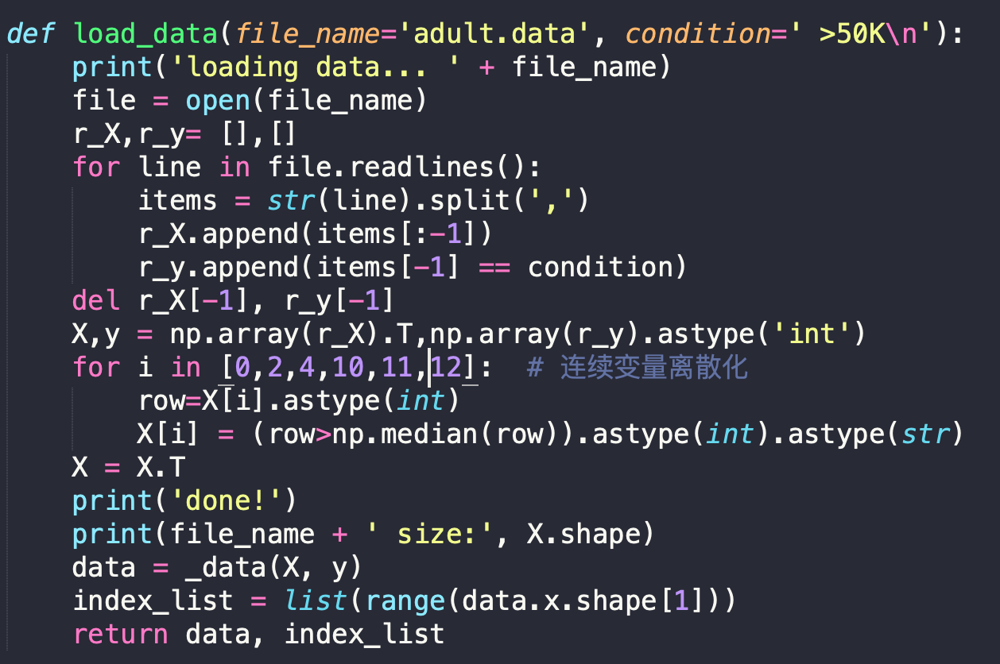 def load_data(file_name='adult.data', condition=' >50K\n'):
    print('loading data... ' + file_name)
    file = open(file_name)
    r_X,r_y= [],[]
    for line in file.readlines():
        items = str(line).split(',')
        r_X.append(items[:-1])
        r_y.append(items[-1] == condition)
    del r_X[-1], r_y[-1]
    X,y = np.array(r_X).T,np.array(r_y).astype('int')
    for i in [0,2,4,10,11,12]:  # 连续变量离散化
        row=X[i].astype(int)
        X[i] = (row>np.median(row)).astype(int).astype(str)
    X = X.T
    print('done!')
    print(file_name + ' size:', X.shape)
    data = _data(X, y)
    index_list = list(range(data.x.shape[1]))
    return data, index_list